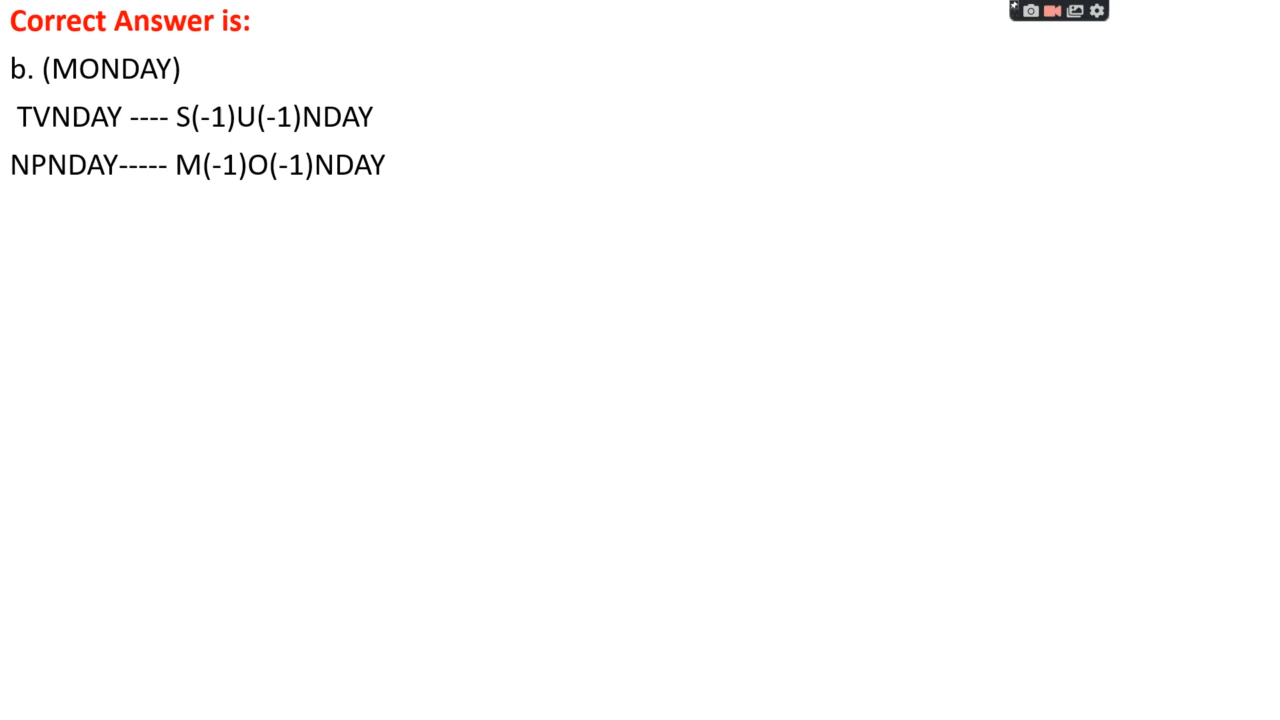 Correct Answer is:
b. (MONDAY)
TVNDAY ---- S(-1)U(-1)NDAY
NPNDAY----- M(-1)O(-1)NDAY